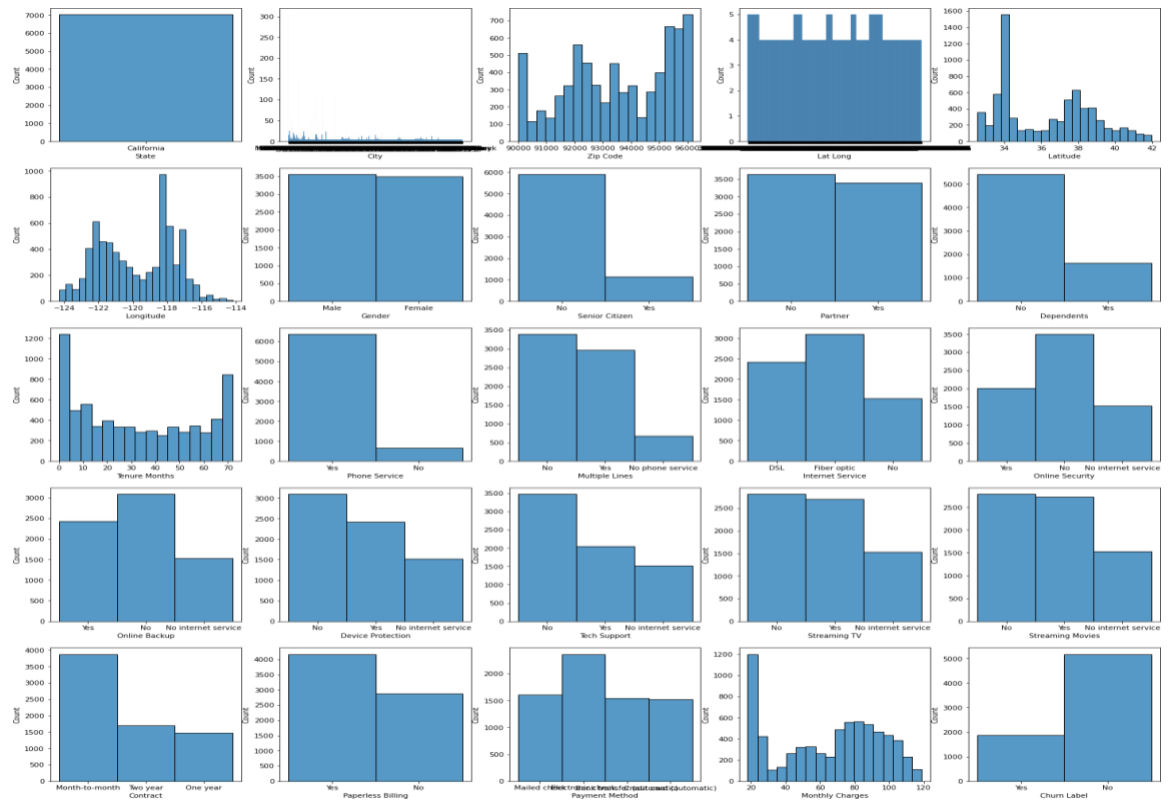 Count
7000
6000
5000
4000
3000
2000
1000
0
California
State
Count
300
250
200
150
100
50
0
City
Count
700
600
500
400
300
200
100
0
90000 92000 93000 94000 95000 96000
Zip Code
Count
5
4
3
2
1
0
Lat Long
Count
1600
1400
1200
1000
800
600
400
200
0
34 36 38 40 42
Latitude
Count
1000
800
600
400
200
0
−124 −122 −120 −118 −116 −114
Longitude
Count
3500
3000
2500
2000
1500
1000
500
0
Male Female
Gender
Count
6000
5000
4000
3000
2000
1000
0
No Yes
Senior Citizen
Count
3500
3000
2500
2000
1500
1000
500
0
No Yes
Partner
Count
5000
4000
3000
2000
1000
0
No Yes
Dependents
Count
1200
1000
800
600
400
200
0
0 10 20 30 40 50 60 70
Tenure Months
Count
6000
5000
4000
3000
2000
1000
0
Yes No
Phone Service
Count
3500
3000
2500
2000
1500
1000
500
0
No Yes No phone service
Multiple Lines
Count
3000
2500
2000
1500
1000
500
0
DSL Fiber optic No
Internet Service
Count
3500
3000
2500
2000
1500
1000
500
0
Yes No No internet service
Online Security
Count
3000
2500
2000
1500
1000
500
0
Yes No No internet service
Online Backup
Count
3000
2500
2000
1500
1000
500
0
No Yes No internet service
Device Protection
Count
3500
3000
2500
2000
1500
1000
500
0
No Yes No internet service
Tech Support
Count
2500
2000
1500
1000
500
0
No Yes No internet service
Streaming TV
Count
2500
2000
1500
1000
500
0
No Yes No internet service
Streaming Movies
Count
4000
3500
3000
2500
2000
1500
1000
500
0
Month-to-month Two year One year
Contract
Count
4000
3500
3000
2500
2000
1500
1000
500
0
Yes No
Paperless Billing
Count
2000
1500
1000
500
0
Mailed
Payment Method
Count
1200
1000
800
600
400
200
0
20 40 60 80 100 120
Monthly Charges
Count
5000
4000
3000
2000
1000
0
Yes No
Churn Label